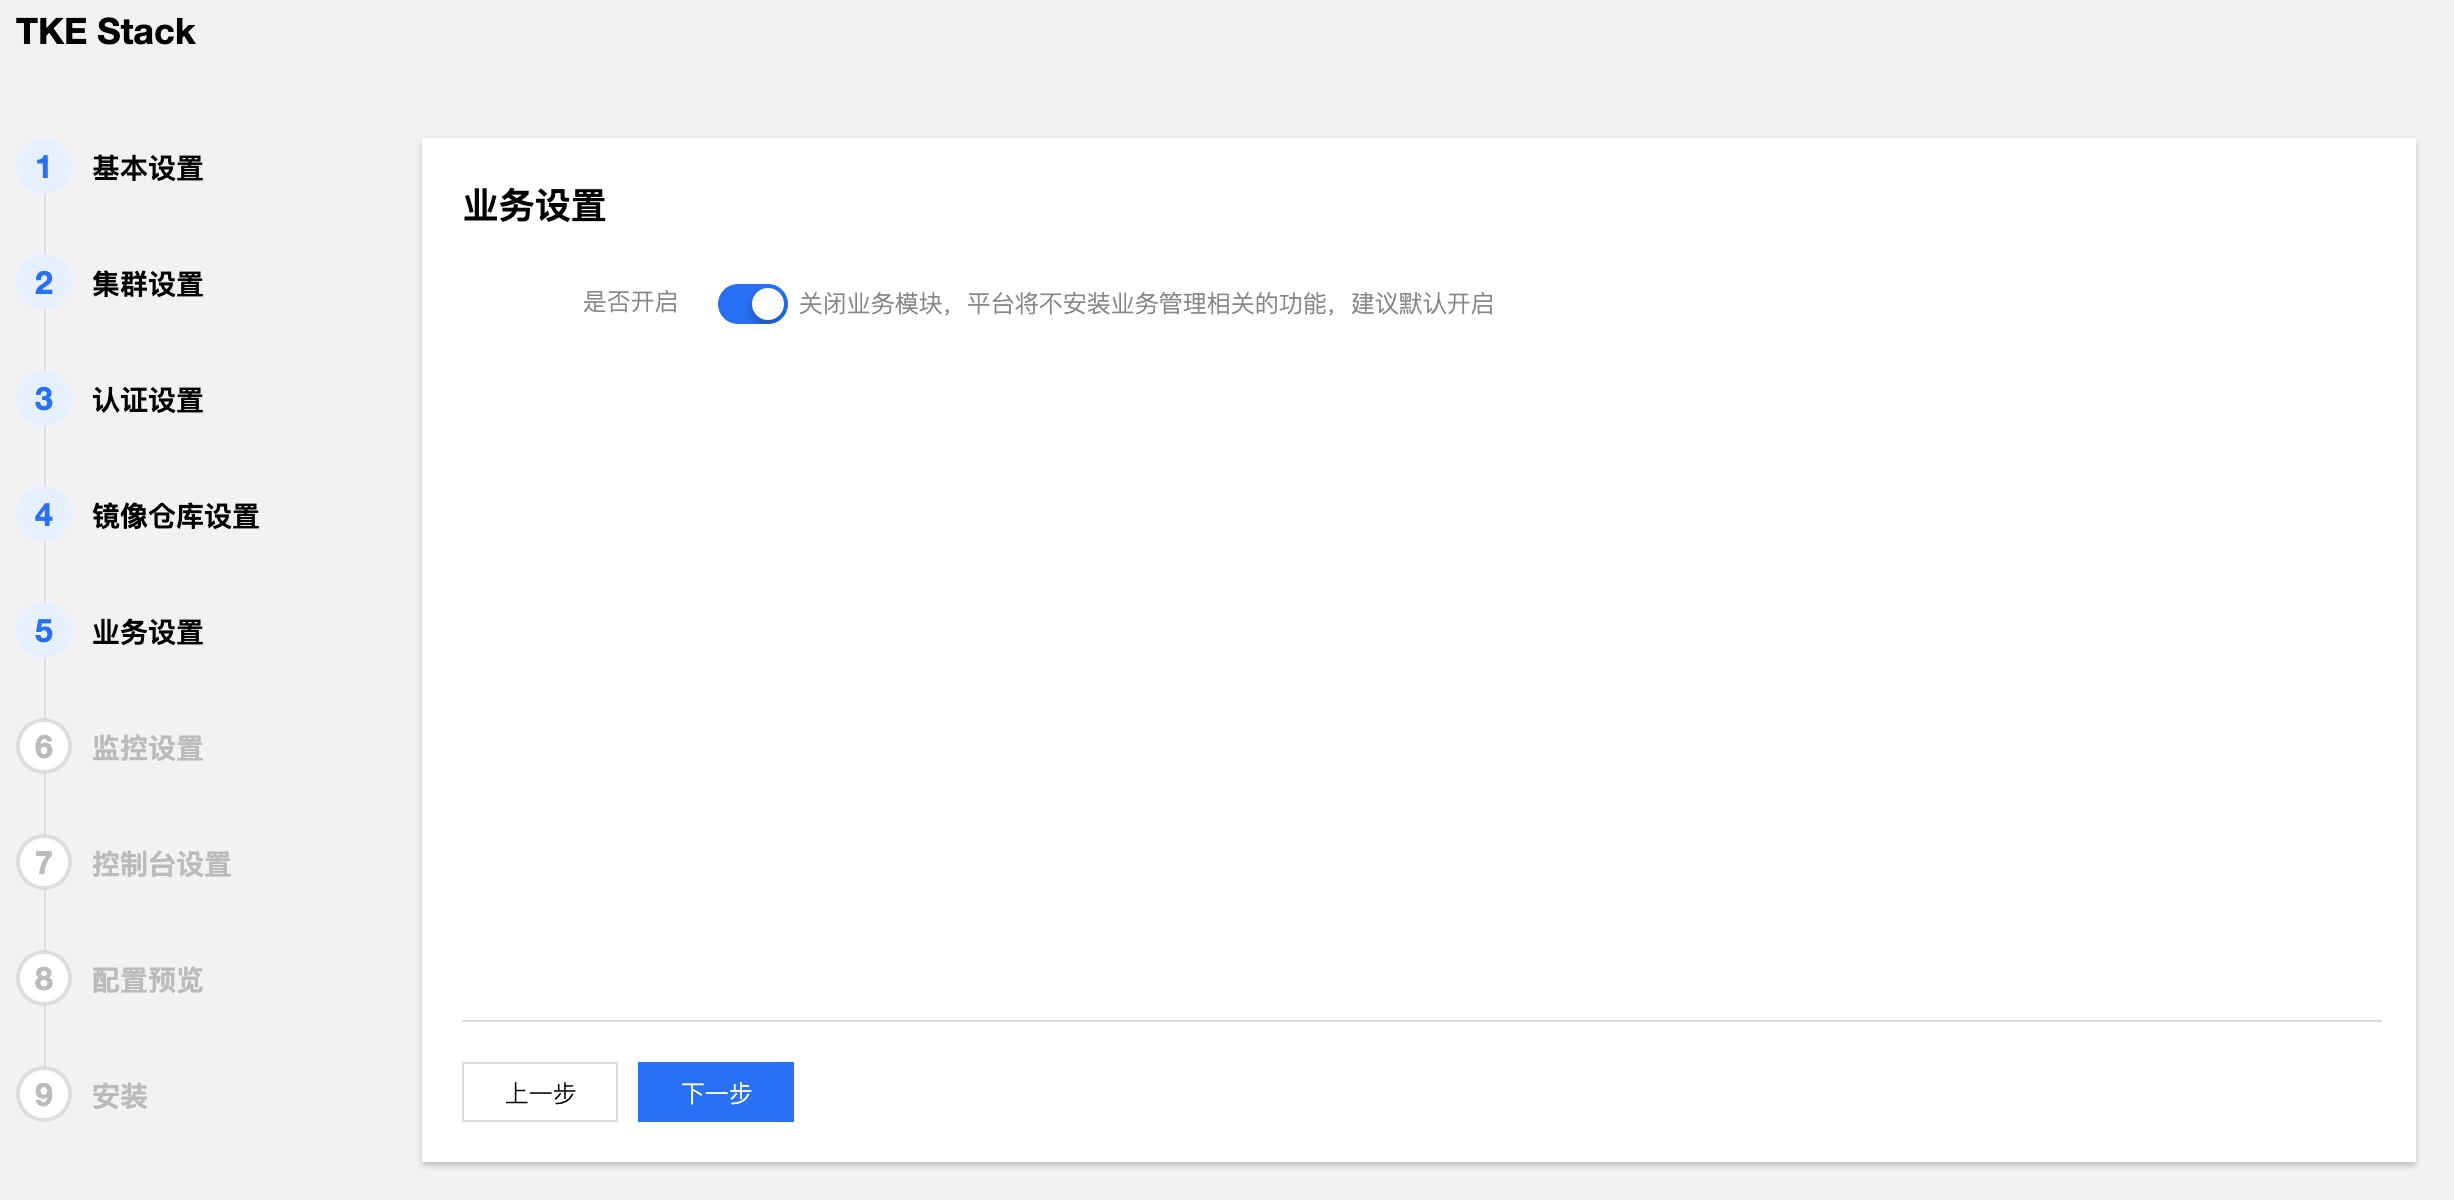 TKE Stack
1 基本设置
2 集群设置
3 认证设置
4 镜像仓库设置
5 业务设置
6 监控设置
7 控制台设置
8 配置预览
9 安装
业务设置
是否开启 关闭业务模块，平台将不安装业务管理相关的功能，建议默认开启
上一步 下一步